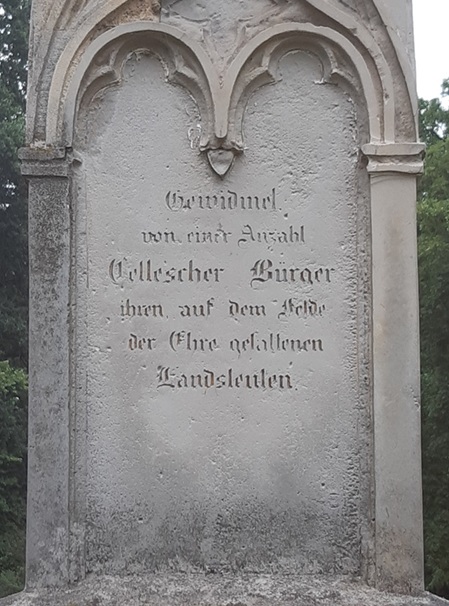 Gewidmet
von einer Anzahl
Cellescher Bürger
ihren auf dem Felde
der Ehre gefallenen
Landsleuten.